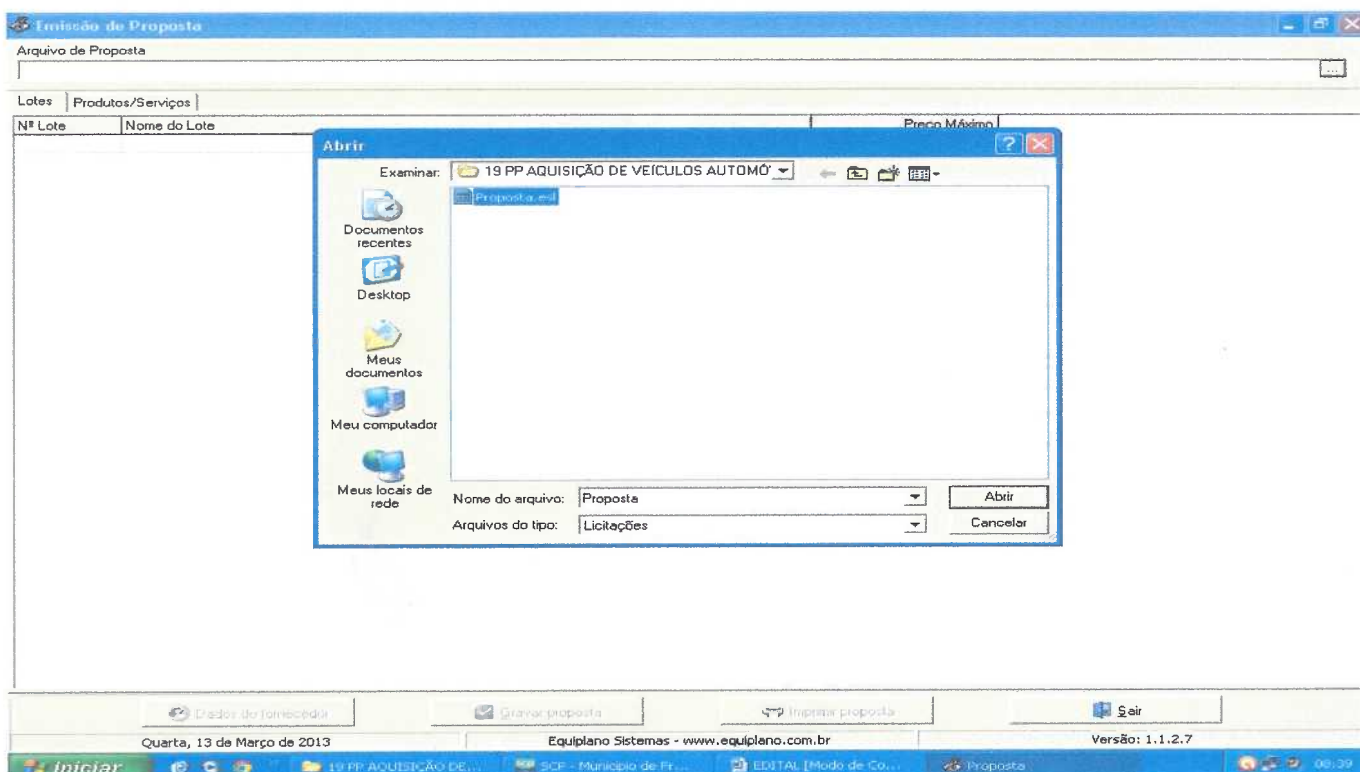 Emissão de Proposta
Arquivo de Proposta
...
Lotes Produtos/Serviços
Nº Lote Nome do Lote Preço Máximo
Abrir
Examinar: 19 PP AQUISIÇÃO DE VEÍCULOS AUTOMÓ
Proposta.esl
Documentos recentes
Desktop
Meus documentos
Meu computador
Meus locais de rede
Nome do arquivo: Proposta Abrir
Arquivos do tipo: Licitações Cancelar
Dados do fornecedor Gravar proposta Imprimir proposta Sair
Quarta, 13 de Março de 2013 Equiplano Sistemas - www.equiplano.com.br Versão: 1.1.2.7
Iniciar 19 PP AQUISIÇÃO DE... SCP - Município de Fr... EDITAL [Modo de Co... Proposta 08:39